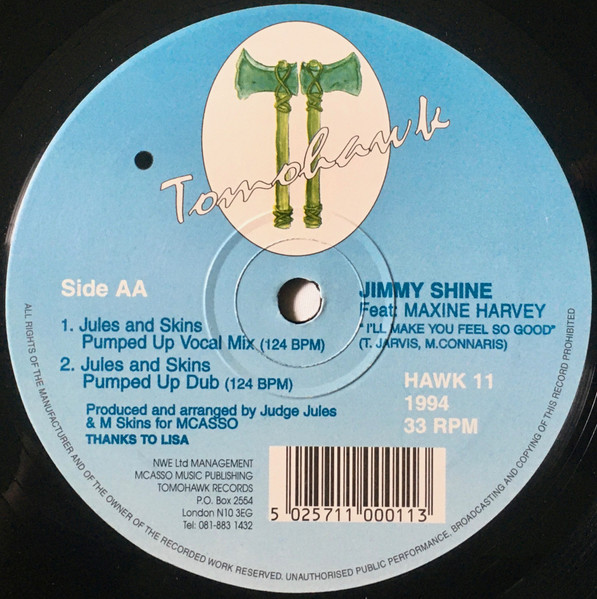 Tomohawk
Side AA
1. Jules and Skins
Pumped Up Vocal Mix (124 BPM)
2. Jules and Skins
Pumped Up Dub (124 BPM)
Produced and arranged by Judge Jules
& M Skins for MCASSO
THANKS TO LISA
JIMMY SHINE
Feat: MAXINE HARVEY
" I'LL MAKE YOU FEEL SO GOOD"
(T. JARVIS, M.CONNARIS)
HAWK 11
1994
33 RPM
NWE Ltd MANAGEMENT
MCASSO MUSIC PUBLISHING
TOMOHAWK RECORDS
P.O. Box 2554
London N10 3EG
Tel: 081-883 1432
5 025711 000113
ALL RIGHTS OF THE MANUFACTURER AND OF THE OWNER OF THE RECORDED WORK RESERVED. UNAUTHORISED PUBLIC PERFORMANCE, BROADCASTING AND COPYING OF THIS RECORD PROHIBITED